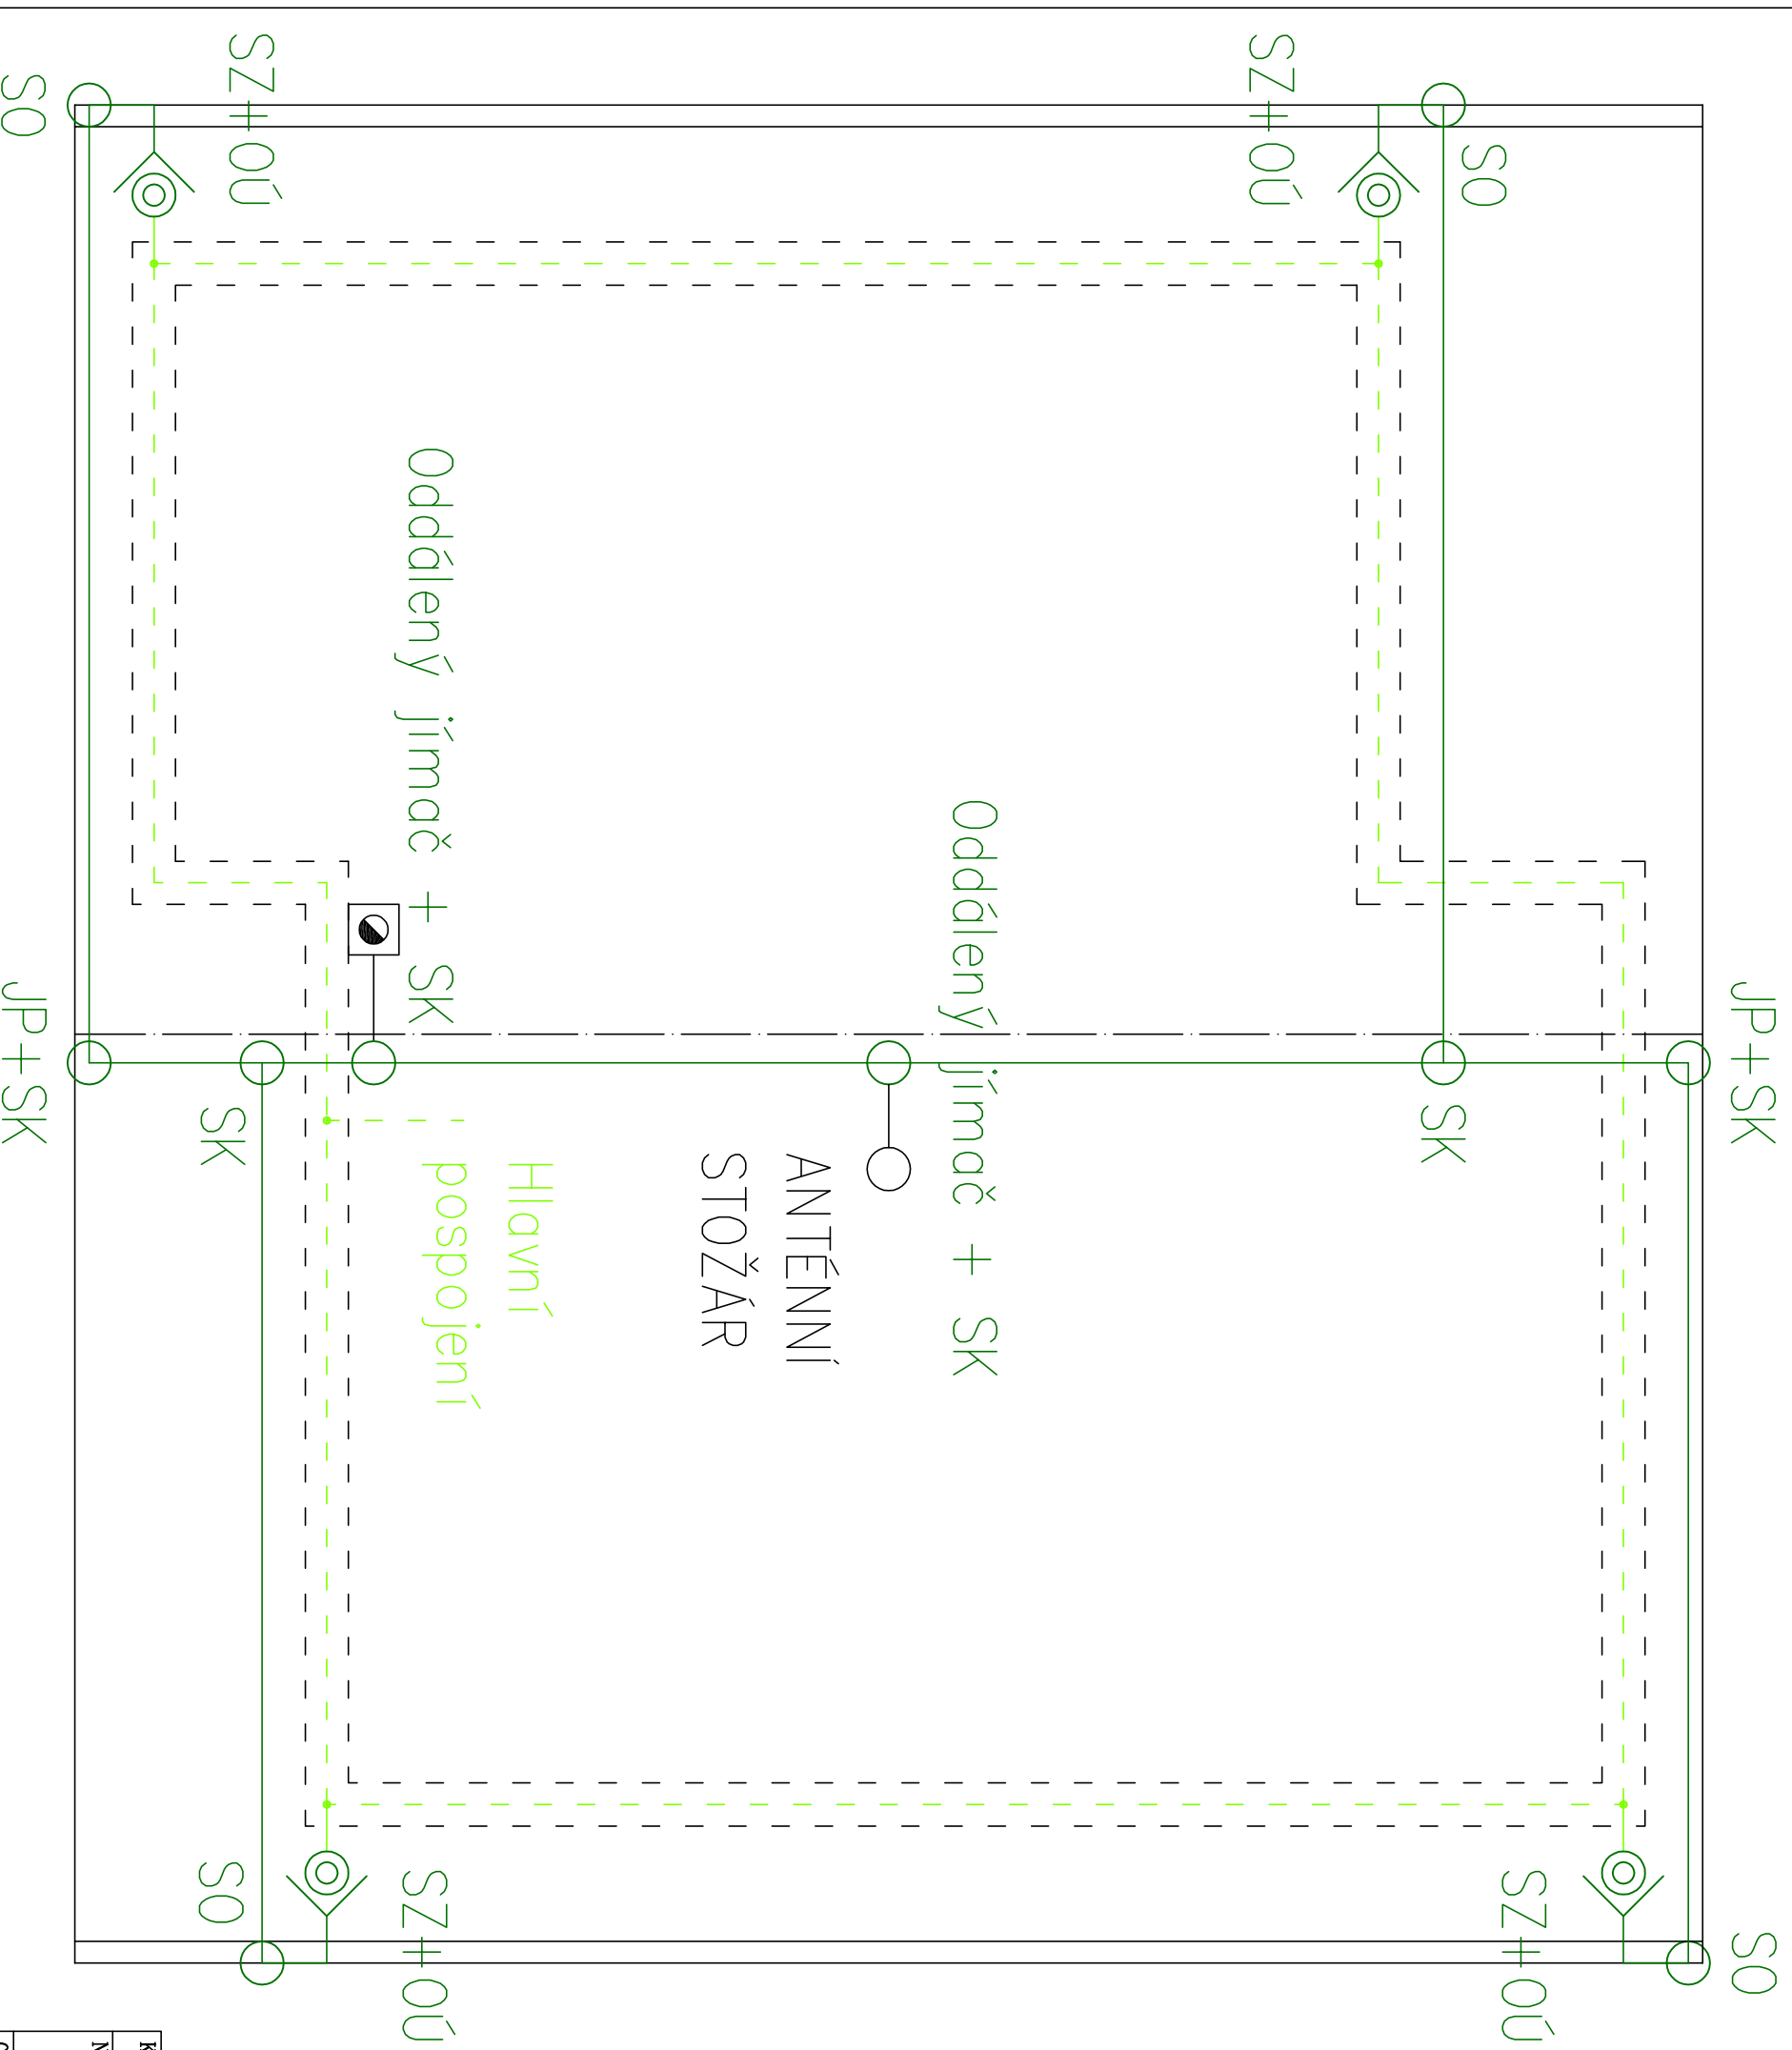 JP+SK
SO
SO
SK
SZ+OÚ
SZ+OÚ
Oddálený jímač + SK
ANTÉNNÍ
STOŽÁR
Hlavní
pospojení
Oddálený jímač + SK
SZ+OÚ
SZ+OÚ
SK
SO
SO
JP+SK